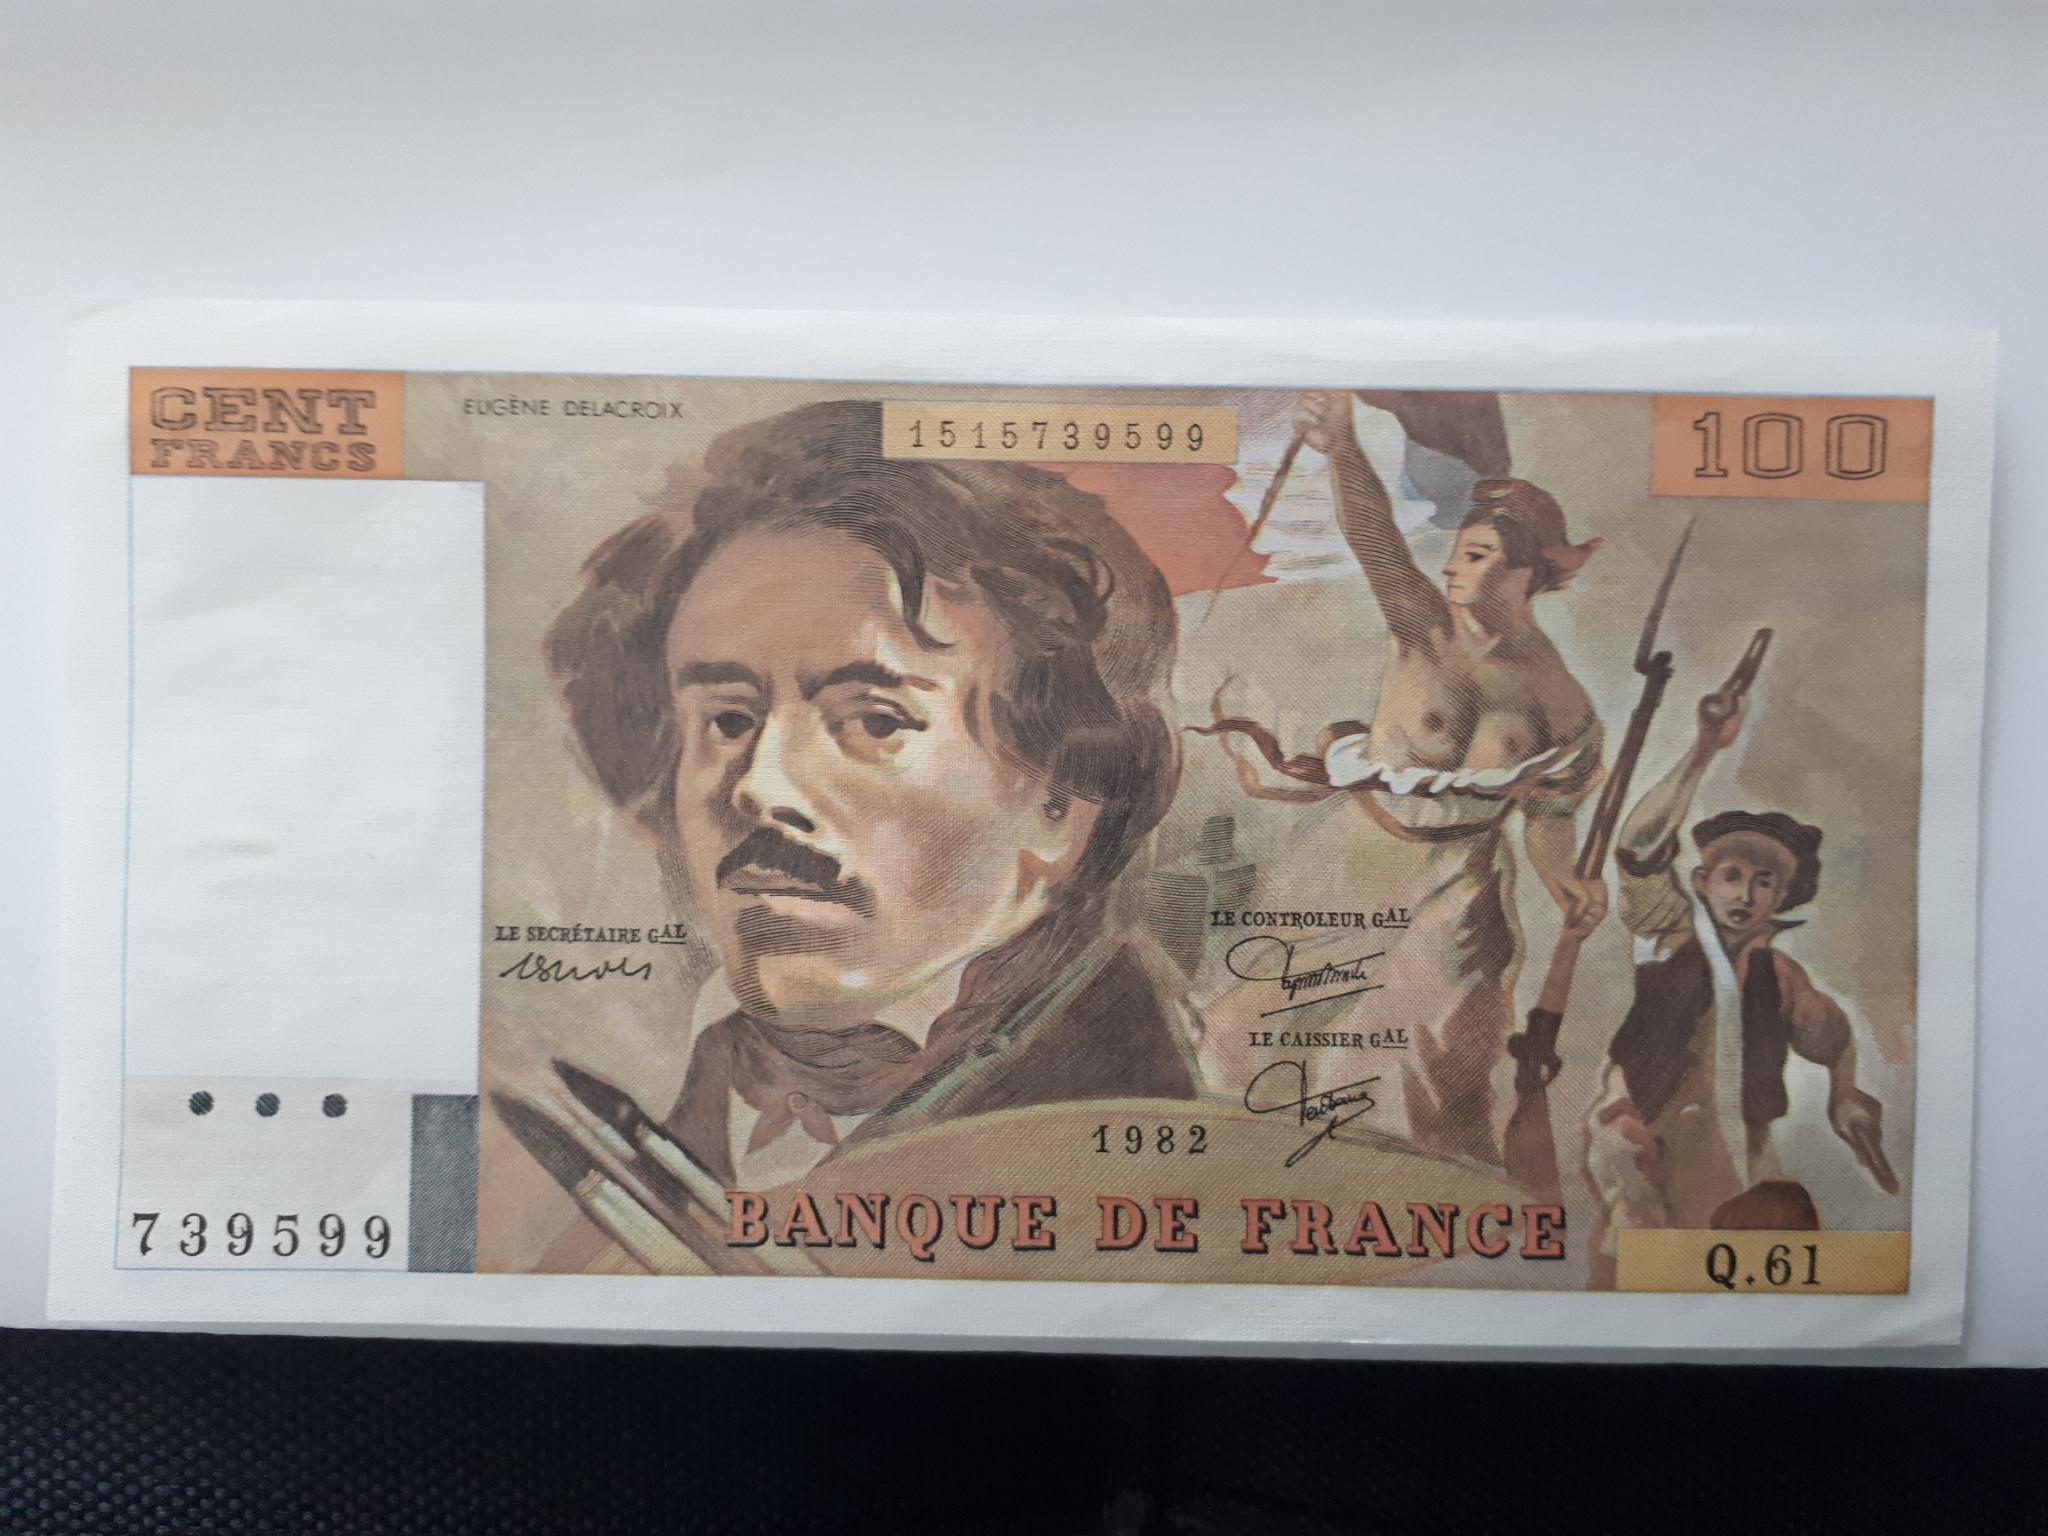 CENT
FRANCS
EUGÈNE DELACROIX
1515739599
100
LE SECRÉTAIRE GAL
LE CONTROLEUR GAL
LE CAISSIER GAL
1982
BANQUE DE FRANCE
739599
Q.61